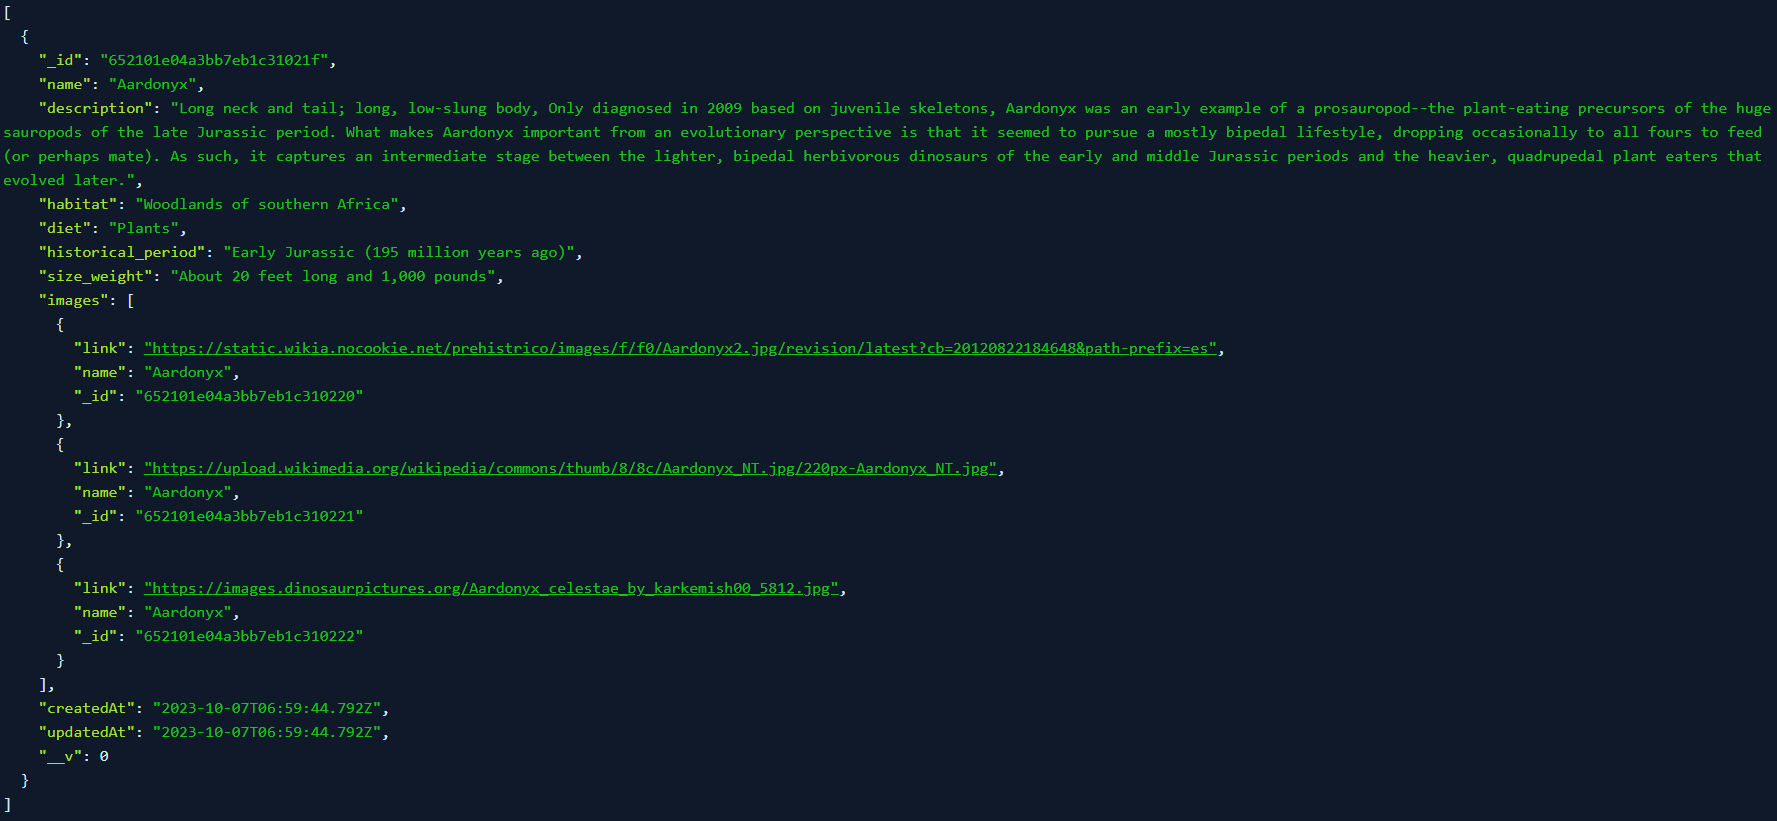 [
  {
    "_id": "652101e04a3bb7eb1c31021f",
    "name": "Aardonyx",
    "description": "Long neck and tail; long, low-slung body, Only diagnosed in 2009 based on juvenile skeletons, Aardonyx was an early example of a prosauropod--the plant-eating precursors of the huge
sauropods of the late Jurassic period. What makes Aardonyx important from an evolutionary perspective is that it seemed to pursue a mostly bipedal lifestyle, dropping occasionally to all fours to feed
(or perhaps mate). As such, it captures an intermediate stage between the lighter, bipedal herbivorous dinosaurs of the early and middle Jurassic periods and the heavier, quadrupedal plant eaters that
evolved later.",
    "habitat": "Woodlands of southern Africa",
    "diet": "Plants",
    "historical_period": "Early Jurassic (195 million years ago)",
    "size_weight": "About 20 feet long and 1,000 pounds",
    "images": [
      {
        "link": "https://static.wikia.nocookie.net/prehistrico/images/f/f0/Aardonyx2.jpg/revision/latest?cb=20120822184648&path-prefix=es",
        "name": "Aardonyx",
        "_id": "652101e04a3bb7eb1c310220"
      },
      {
        "link": "https://upload.wikimedia.org/wikipedia/commons/thumb/8/8c/Aardonyx_NT.jpg/220px-Aardonyx_NT.jpg",
        "name": "Aardonyx",
        "_id": "652101e04a3bb7eb1c310221"
      },
      {
        "link": "https://images.dinosaurpictures.org/Aardonyx_celestae_by_karkemish00_5812.jpg",
        "name": "Aardonyx",
        "_id": "652101e04a3bb7eb1c310222"
      }
    ],
    "createdAt": "2023-10-07T06:59:44.792Z",
    "updatedAt": "2023-10-07T06:59:44.792Z",
    "__v": 0
  }
]